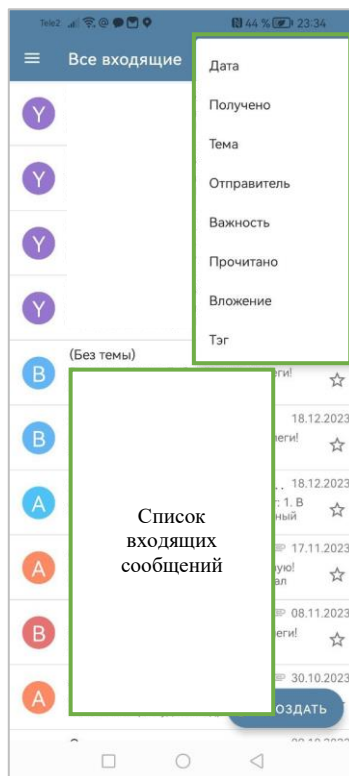 Tele2 44 % 23:34
Все входящие
Дата
Получено
Тема
Отправитель
Важность
Прочитано
Вложение
Тэг
Y
Y
Y
Y
(Без темы)
В
еги!
18.12.2023
В
леги!
.. 18.12.2023
А
: 1. В
ный
Список
входящих
сообщений
17.11.2023
А
ую!
ал
08.11.2023
В
еги!
30.10.2023
А
ОЗДАТЬ